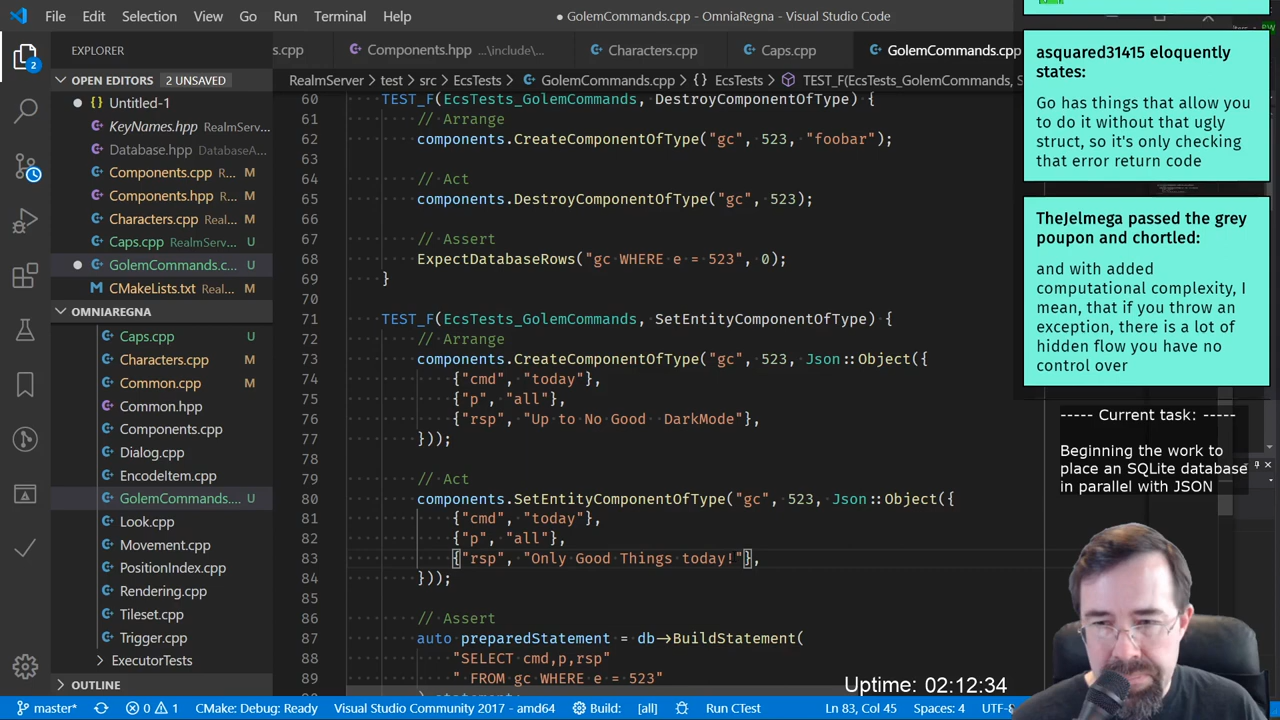 File Edit Selection View Go Run Terminal Help
● GolemCommands.cpp - OmniaRegna - Visual Studio Code
EXPLORER
s.cpp
Components.hpp ...\include\...
Characters.cpp
Caps.cpp
GolemCommands.cpp
OPEN EDITORS 2 UNSAVED
RealmServer > test > src > EcsTests > GolemCommands.cpp > {} EcsTests > TEST_F(EcsTests_GolemCommands, S
Untitled-1
KeyNames.hpp RealmServ...
Database.hpp DatabaseA...
Components.cpp R... M
Components.hpp R... M
Characters.cpp Real... M
Caps.cpp RealmServ... U
GolemCommands.c... U
CMakeLists.txt Real... M
OMNIAREGNA
Caps.cpp U
Characters.cpp M
Common.cpp M
Common.hpp
Components.cpp
Dialog.cpp
EncodeItem.cpp
GolemCommands.... U
Look.cpp
Movement.cpp
PositionIndex.cpp
Rendering.cpp
Tileset.cpp
Trigger.cpp
ExecutorTests
OUTLINE
60 TEST_F(EcsTests_GolemCommands, DestroyComponentOfType) {
61 // Arrange
62 components.CreateComponentOfType("gc", 523, "foobar");
63
64 // Act
65 components.DestroyComponentOfType("gc", 523);
66
67 // Assert
68 ExpectDatabaseRows("gc WHERE e = 523", 0);
69 }
70
71 TEST_F(EcsTests_GolemCommands, SetEntityComponentOfType) {
72 // Arrange
73 components.CreateComponentOfType("gc", 523, Json::Object({
74 {"cmd", "today"},
75 {"p", "all"},
76 {"rsp", "Up to No Good  DarkMode"},
77 }));
78
79 // Act
80 components.SetEntityComponentOfType("gc", 523, Json::Object({
81 {"cmd", "today"},
82 {"p", "all"},
83 {"rsp", "Only Good Things today!"},
84 }));
85
86 // Assert
87 auto preparedStatement = db->BuildStatement(
88 "SELECT cmd,p,rsp"
89 " FROM gc WHERE e = 523"
asquared31415 eloquently
states:
Go has things that allow you
to do it without that ugly
struct, so it's only checking
that error return code
TheJelmega passed the grey
poupon and chortled:
and with added
computational complexity, I
mean, that if you throw an
exception, there is a lot of
hidden flow you have no
control over
----- Current task: -----
Beginning the work to
place an SQLite database
in parallel with JSON
Uptime: 02:12:34
master* 0 1 CMake: Debug: Ready Visual Studio Community 2017 - amd64 Build: [all] Run CTest Ln 83, Col 45 Spaces: 4 UTF-8